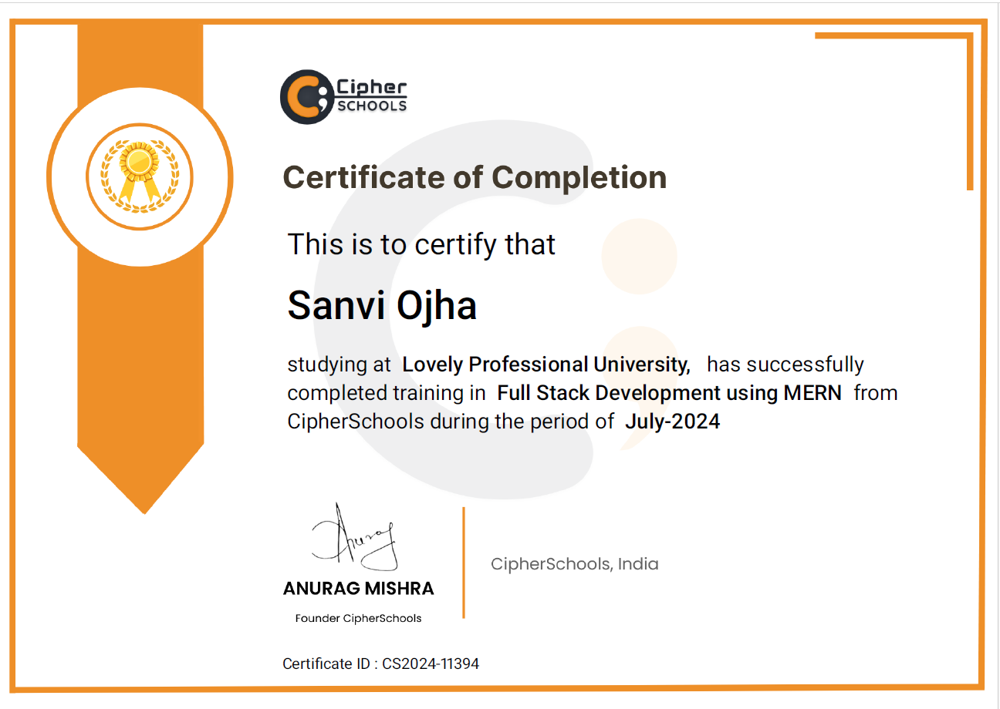 Cipher
SCHOOLS
Certificate of Completion
This is to certify that
Sanvi Ojha
studying at Lovely Professional University, has successfully
completed training in Full Stack Development using MERN from
CipherSchools during the period of July-2024
Anurag
ANURAG MISHRA
Founder CipherSchools
CipherSchools, India
Certificate ID : CS2024-11394